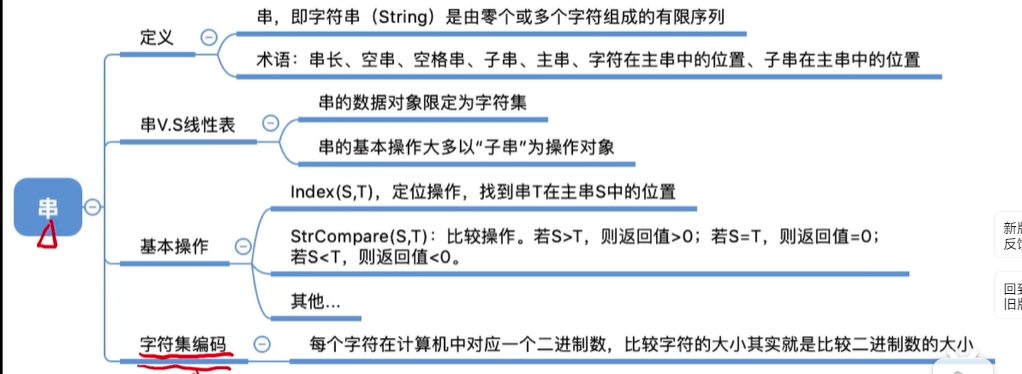 串，即字符串（String）是由零个或多个字符组成的有限序列
定义
术语：串长、空串、空格串、子串、主串、字符在主串中的位置、子串在主串中的位置
串的数据对象限定为字符集
串V.S线性表
串的基本操作大多以“子串”为操作对象
Index(S,T)，定位操作，找到串T在主串S中的位置
串
StrCompare(S,T)：比较操作。若S>T，则返回值>0；若S=T，则返回值=0；
若S<T，则返回值<0。
基本操作
其他...
字符集编码
每个字符在计算机中对应一个二进制数，比较字符的大小其实就是比较二进制数的大小
回到